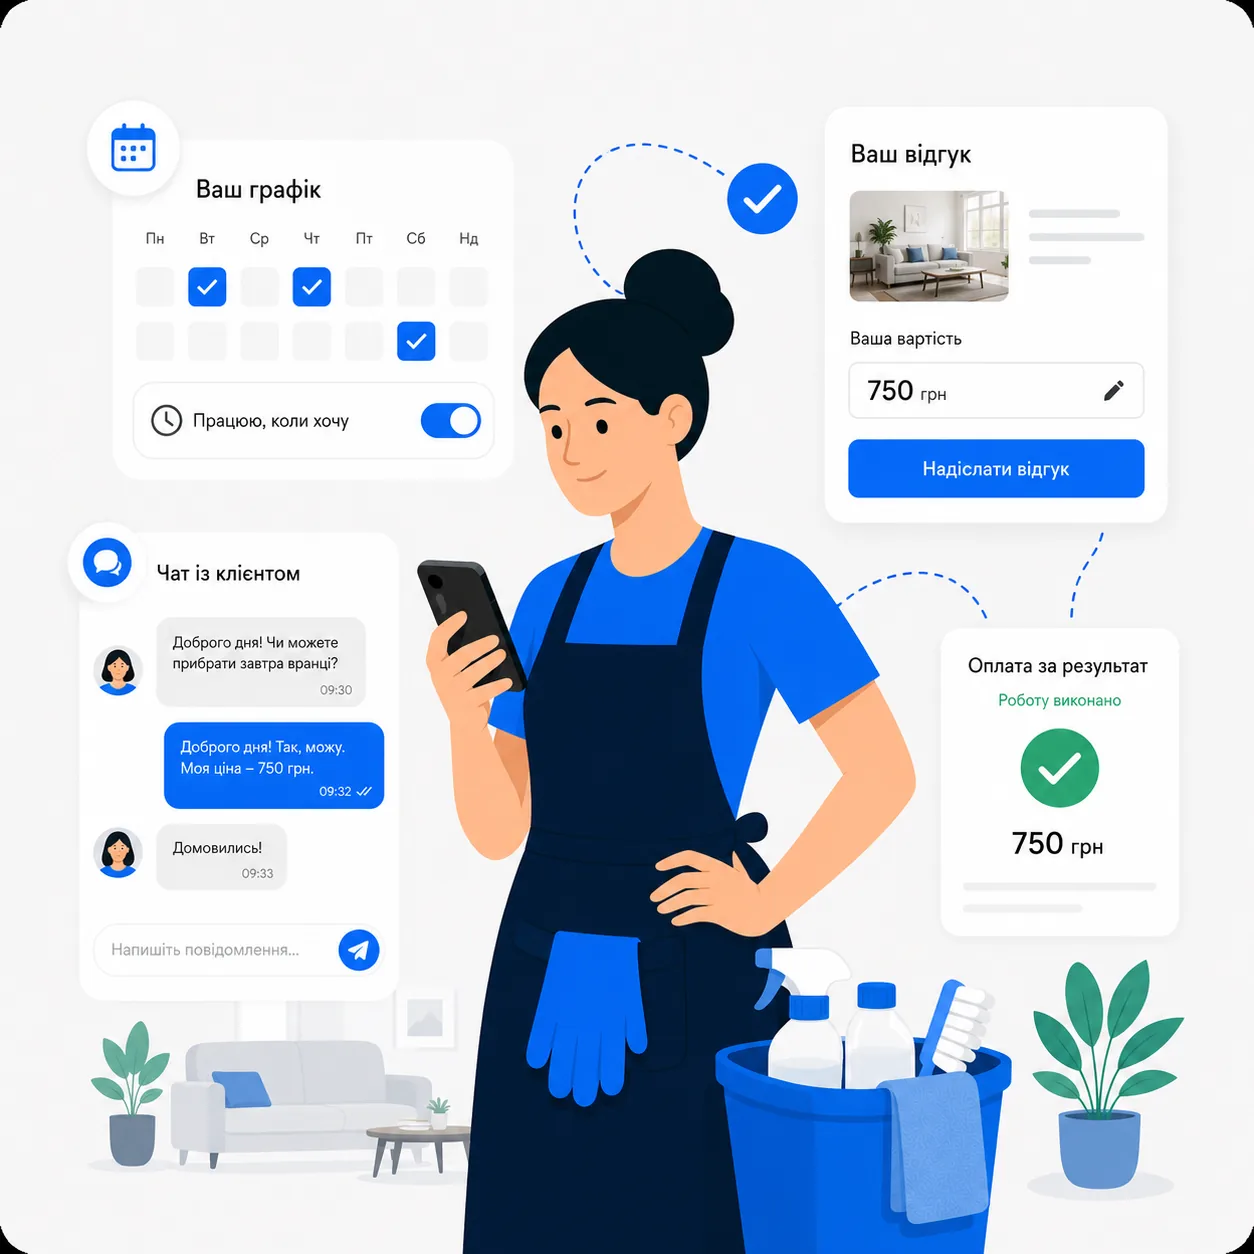 Ваш графік
Пн Вт Ср Чт Пт Сб Нд
Працюю, коли хочу
Ваш відгук
Ваша вартість
750 грн
Надіслати відгук
Чат із клієнтом
Доброго дня! Чи можете
прибрати завтра вранці?
09:30
Доброго дня! Так, можу.
Моя ціна – 750 грн.
09:32
Домовились!
09:33
Напишіть повідомлення...
Оплата за результат
Роботу виконано
750 грн